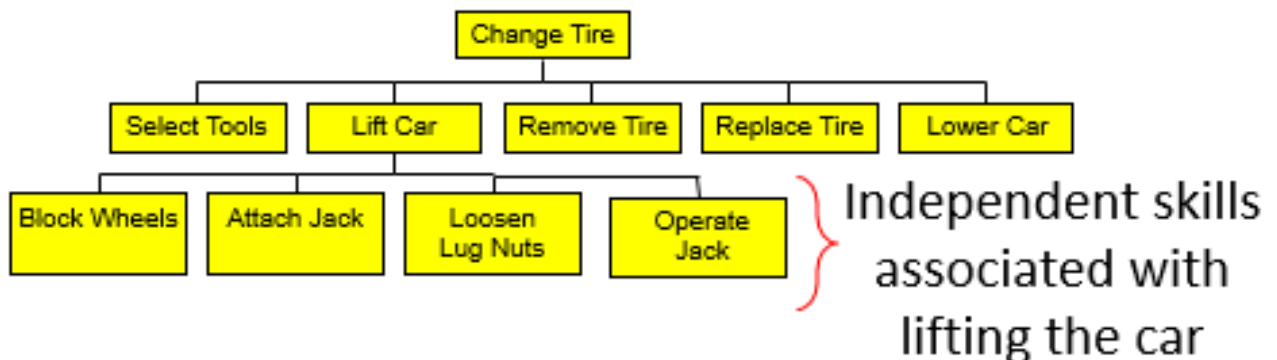 Change Tire
Select Tools
Lift Car
Remove Tire
Replace Tire
Lower Car
Block Wheels
Attach Jack
Loosen
Lug Nuts
Operate
Jack
Independent skills
associated with
lifting the car